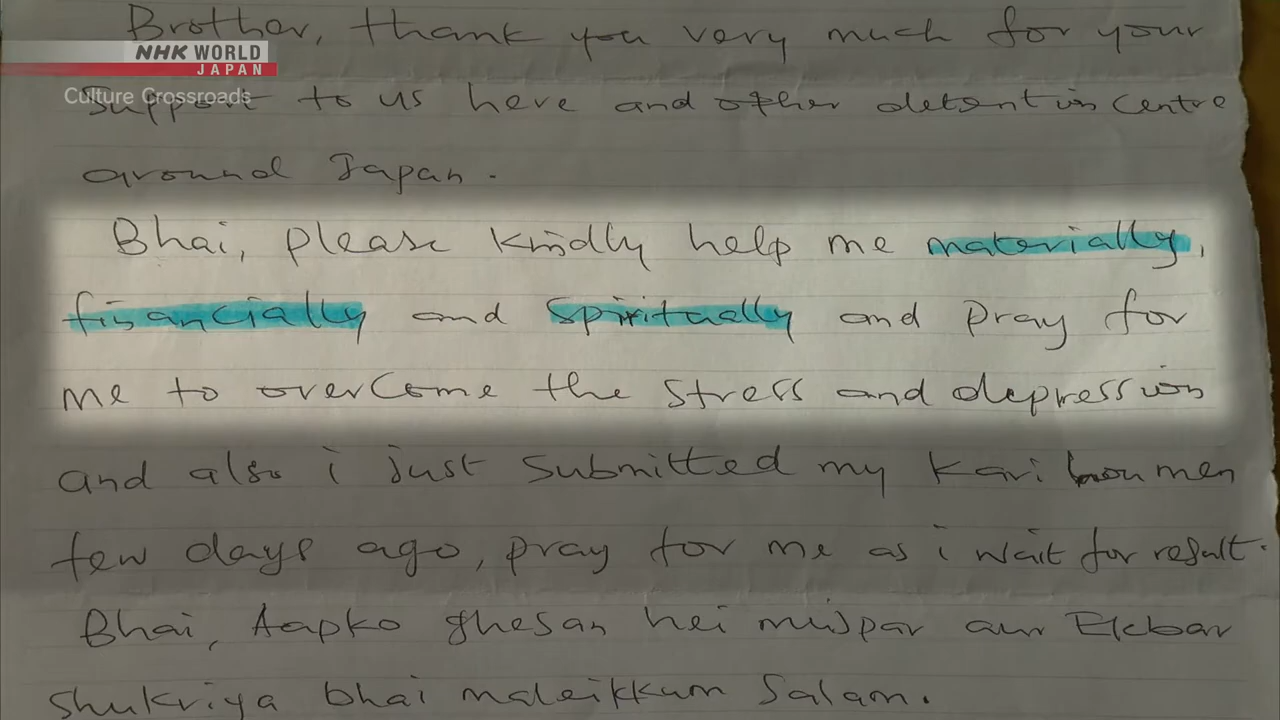 NHK WORLD
JAPAN
Culture Crossroads
Brother, thank you very much for your
Support to us here and other detention Centre
around Japan.
Bhai, please kindly help me materially,
financially and Spiritually and pray for
me to overcome the stress and depression
and also i just submitted my Kari houmen
few days ago, pray for me as i wait for result.
Bhai, Aapko ghesan hei mujpar aur Ekbar
shukriya bhai maleikkum Salam.